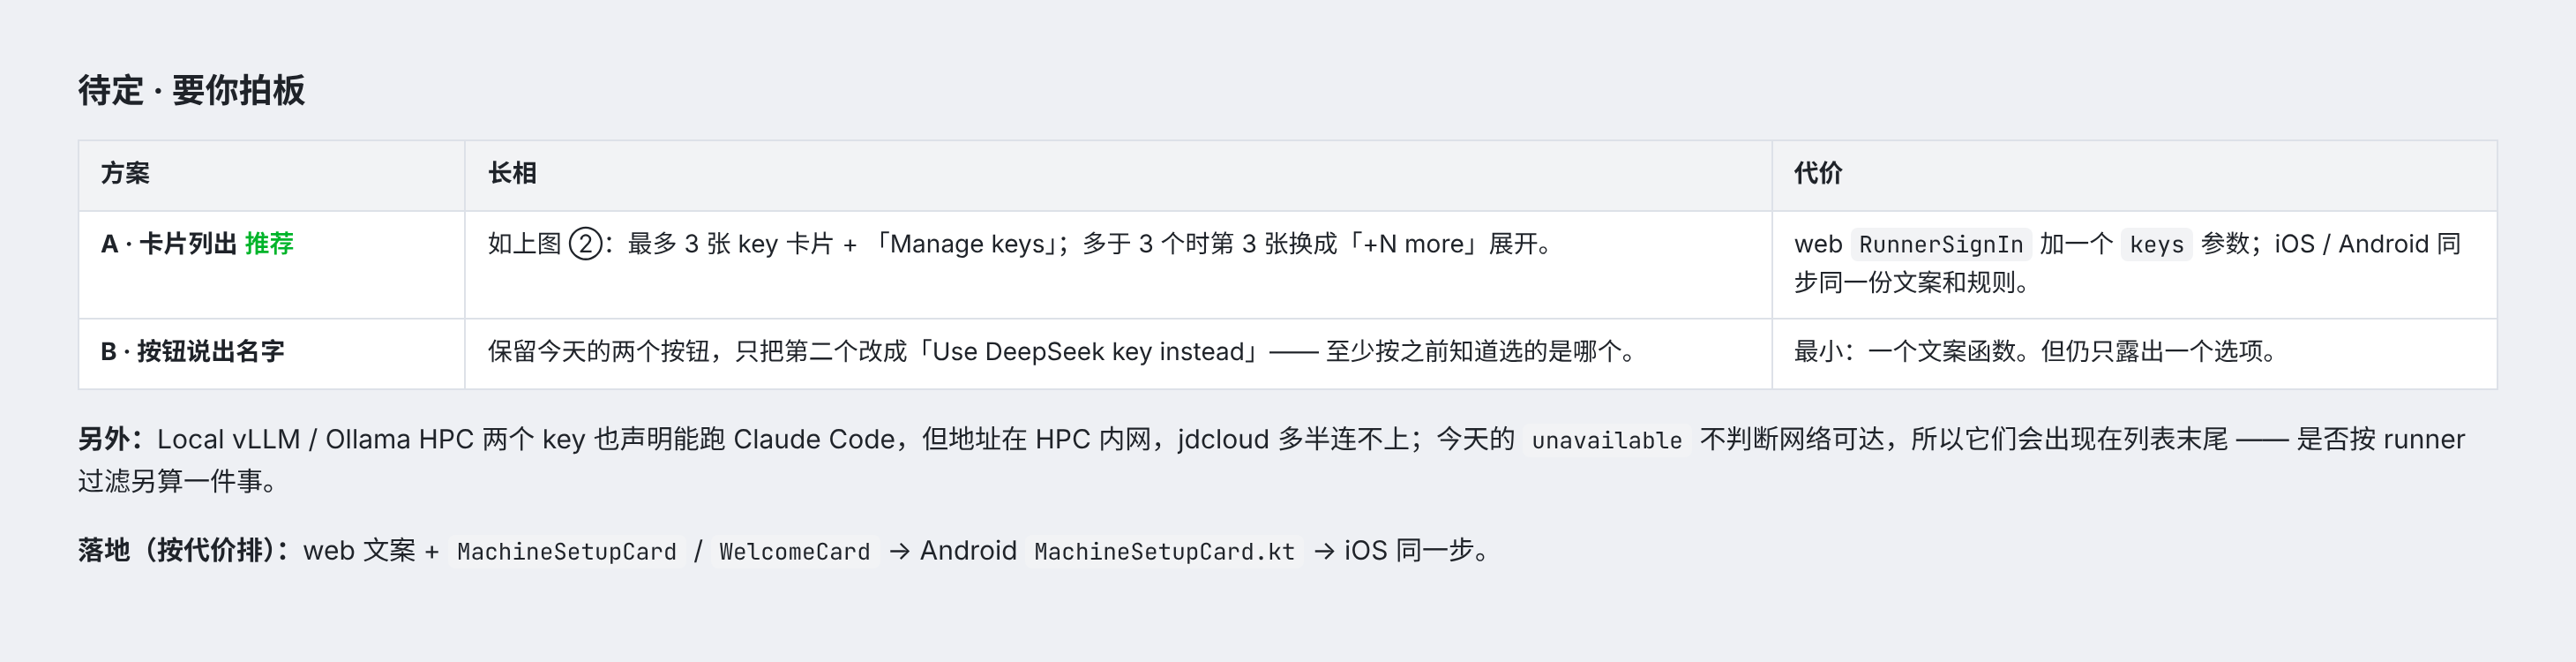 待定 · 要你拍板
方案 长相 代价
A · 卡片列出 推荐 如上图 ②：最多 3 张 key 卡片 + 「Manage keys」；多于 3 个时第 3 张换成「+N more」展开。 web RunnerSignIn 加一个 keys 参数；iOS / Android 同
步同一份文案和规则。
B · 按钮说出名字 保留今天的两个按钮，只把第二个改成「Use DeepSeek key instead」—— 至少按之前知道选的是哪个。 最小：一个文案函数。但仍只露出一个选项。
另外：Local vLLM / Ollama HPC 两个 key 也声明能跑 Claude Code，但地址在 HPC 内网，jdcloud 多半连不上；今天的 unavailable 不判断网络可达，所以它们会出现在列表末尾 —— 是否按 runner
过滤另算一件事。
落地（按代价排）：web 文案 + MachineSetupCard / WelcomeCard → Android MachineSetupCard.kt → iOS 同一步。